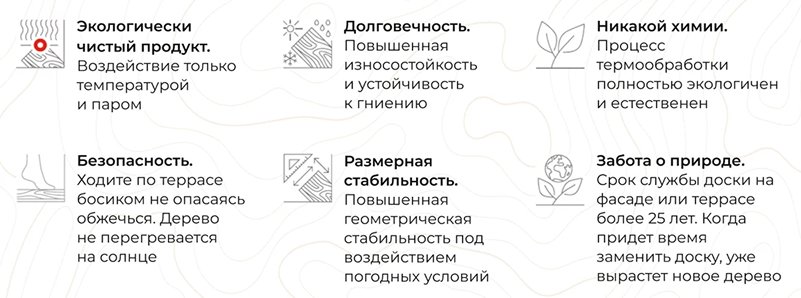 Экологически
чистый продукт.
Воздействие только
температурой
и паром
Долговечность.
Повышенная
износостойкость
и устойчивость
к гниению
Никакой химии.
Процесс
термообработки
полностью экологичен
и естественен
Безопасность.
Ходите по террасе
босиком не опасаясь
обжечься. Дерево
не перегревается
на солнце
Размерная
стабильность.
Повышенная
геометрическая
стабильность под
воздействием
погодных условий
Забота о природе.
Срок службы доски на
фасаде или террасе
более 25 лет. Когда
придет время
заменить доску, уже
вырастет новое дерево